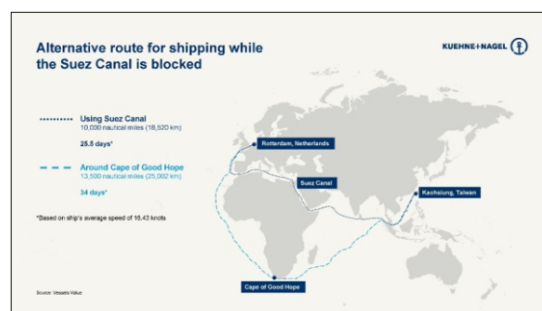 Alternative route for shipping while
the Suez Canal is blocked
KUEHNE+NAGEL
Using Suez Canal
10,000 nautical miles (18,520 km)
25.5 days*
Around Cape of Good Hope
13,500 nautical miles (25,002 km)
34 days*
*Based on ship's average speed of 16.43 knots
Rotterdam, Netherlands
Suez Canal
Kaohsiung, Taiwan
Cape of Good Hope
Source: Vessels Value